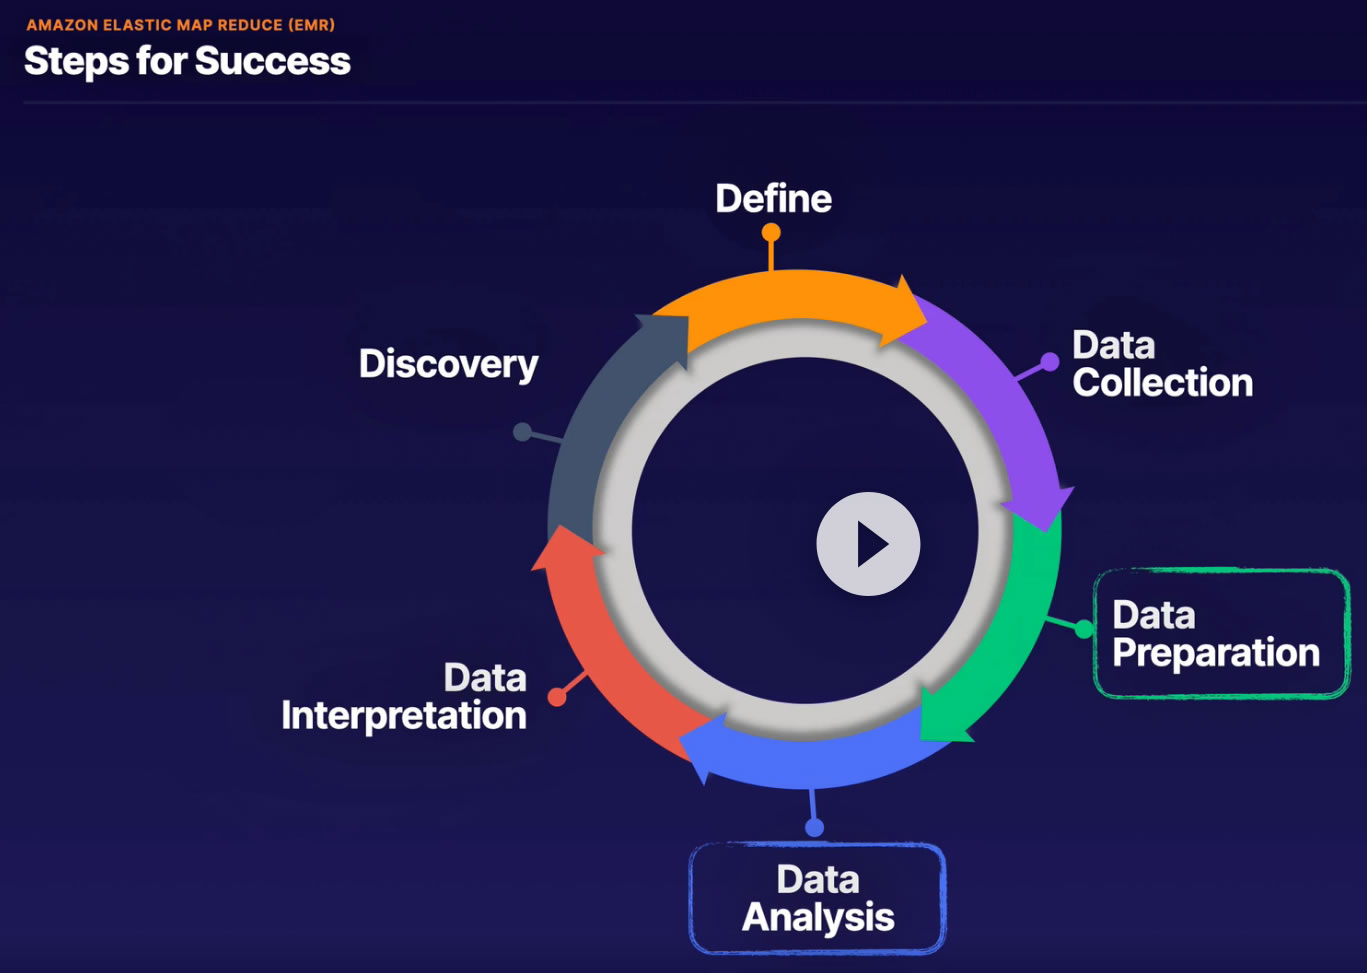 AMAZON ELASTIC MAP REDUCE (EMR)
Steps for Success
Define
Data
Collection
Data
Preparation
Data
Analysis
Data
Interpretation
Discovery